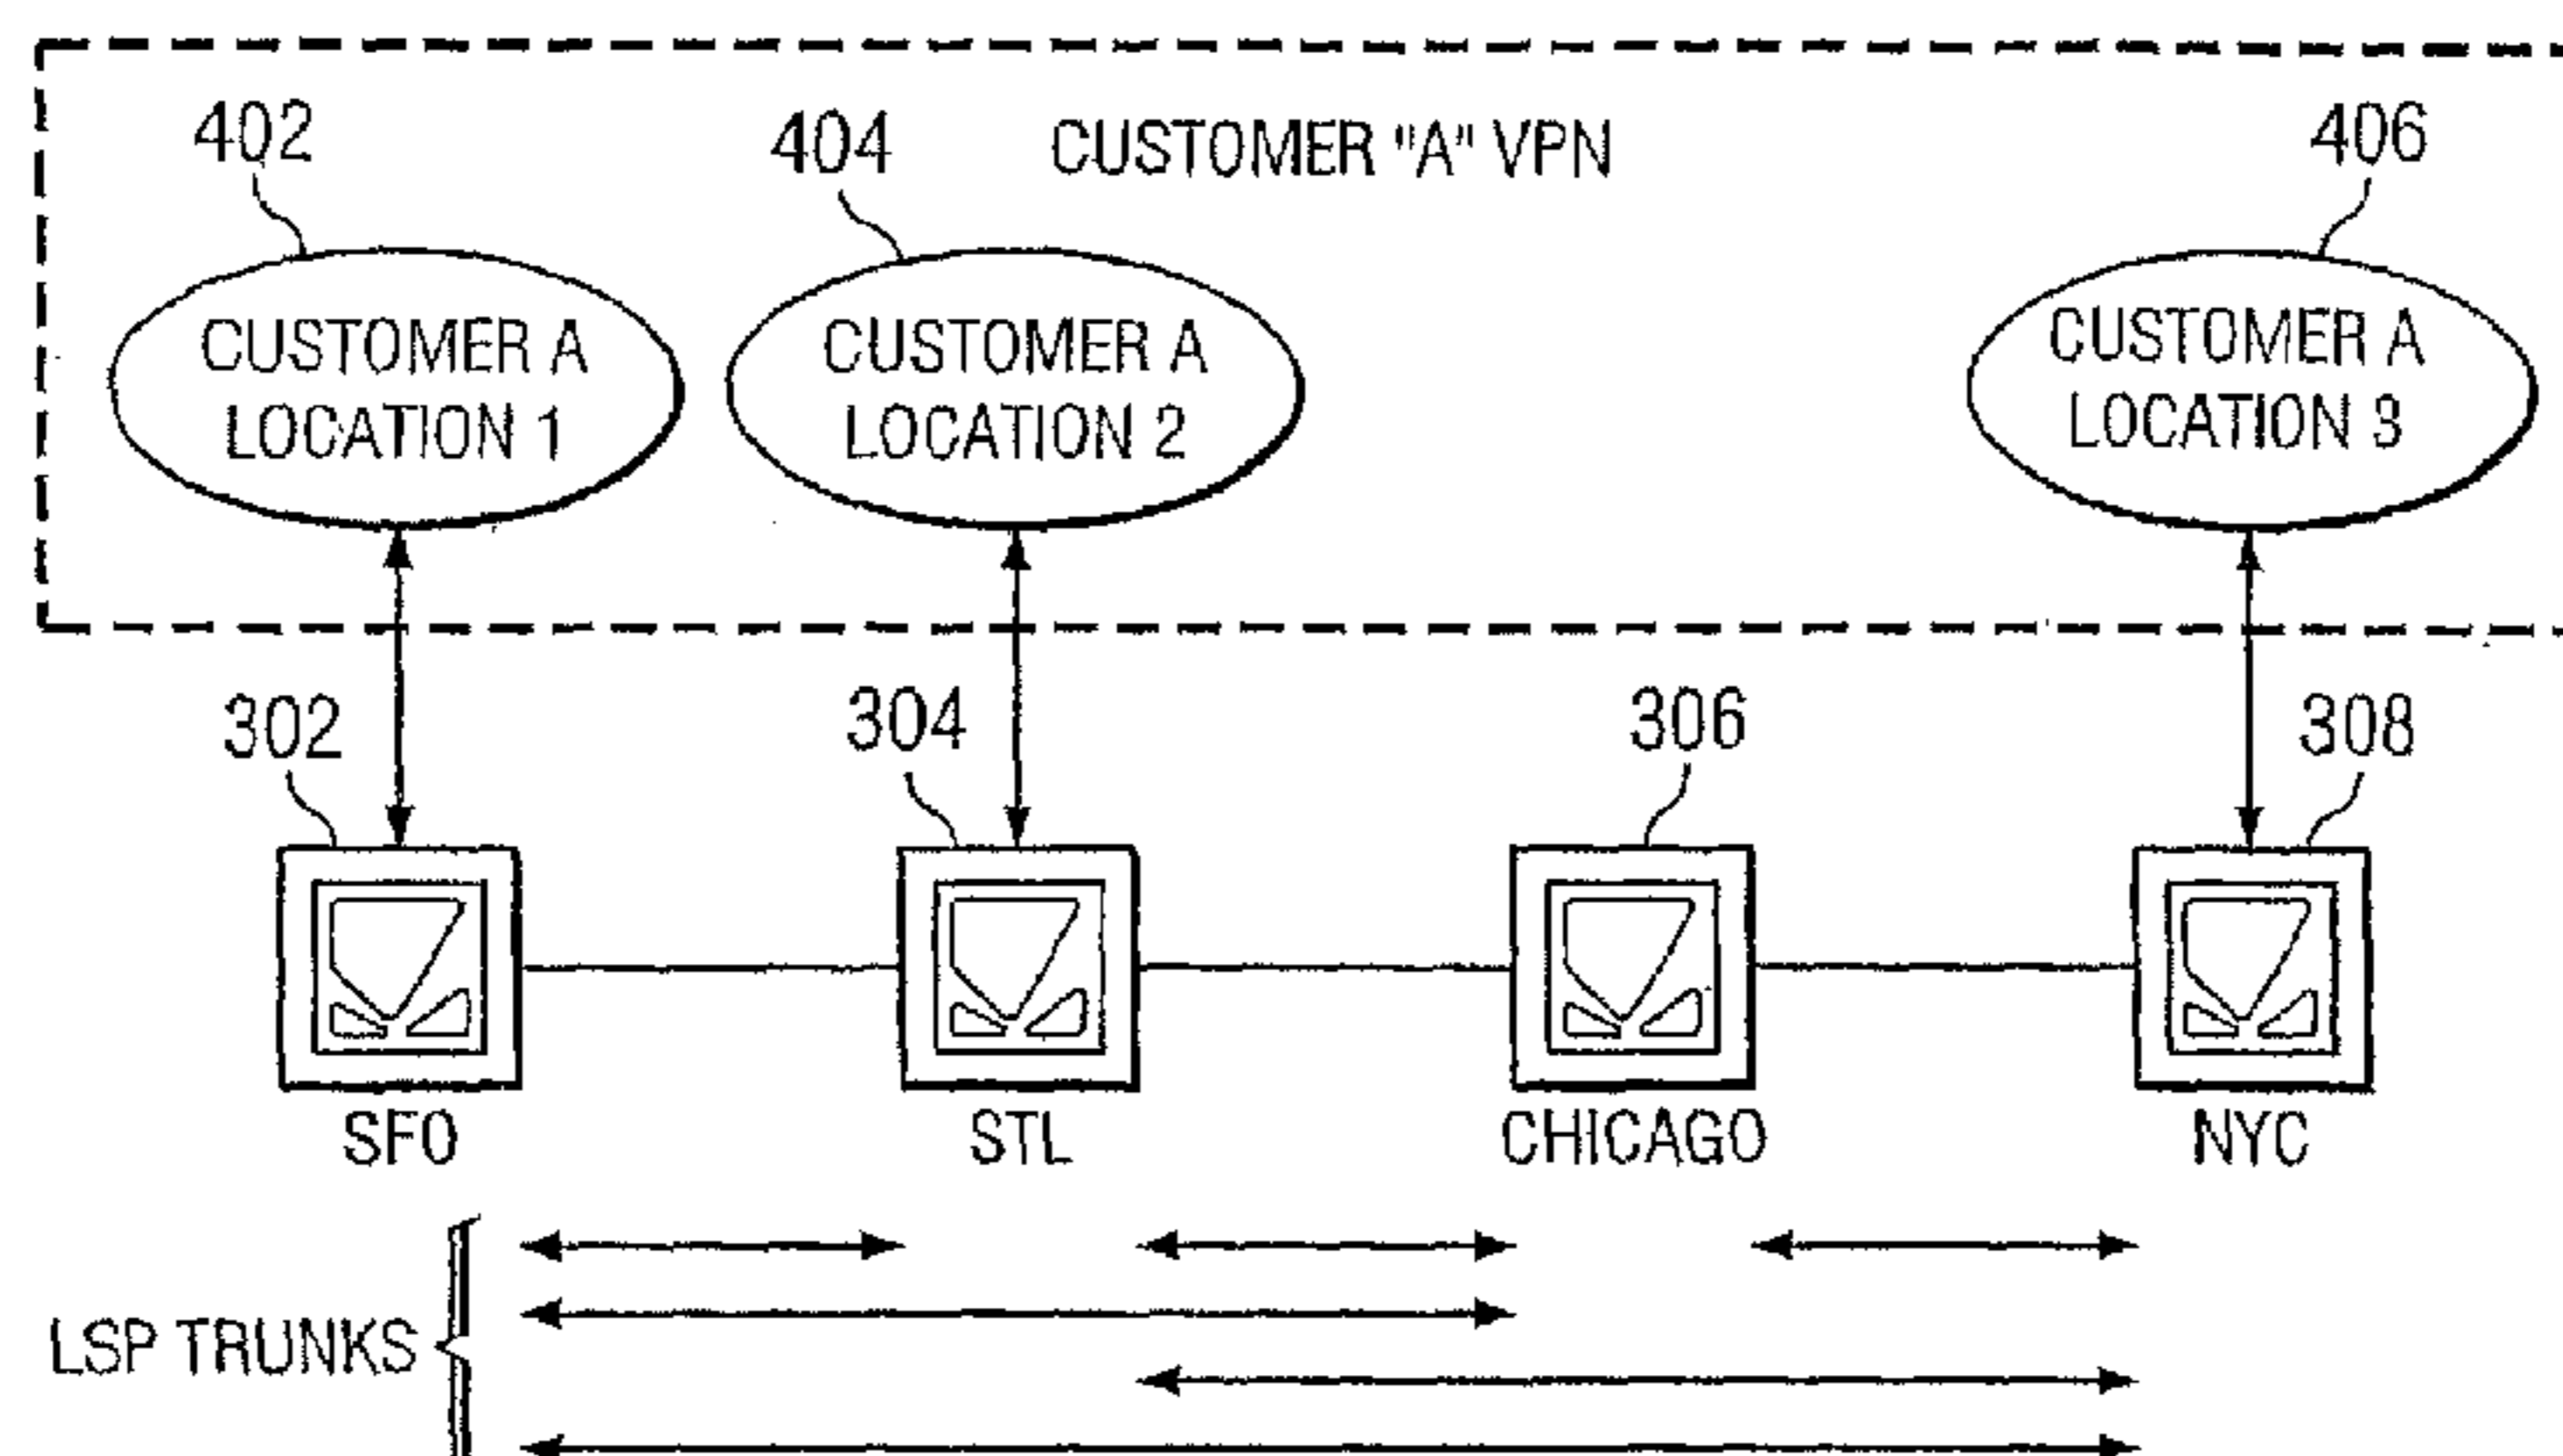 402
404
CUSTOMER "A" VPN
406
CUSTOMER A
LOCATION 1
CUSTOMER A
LOCATION 2
CUSTOMER A
LOCATION 3
302
304
306
308
SFO
STL
CHICAGO
NYC
LSP TRUNKS